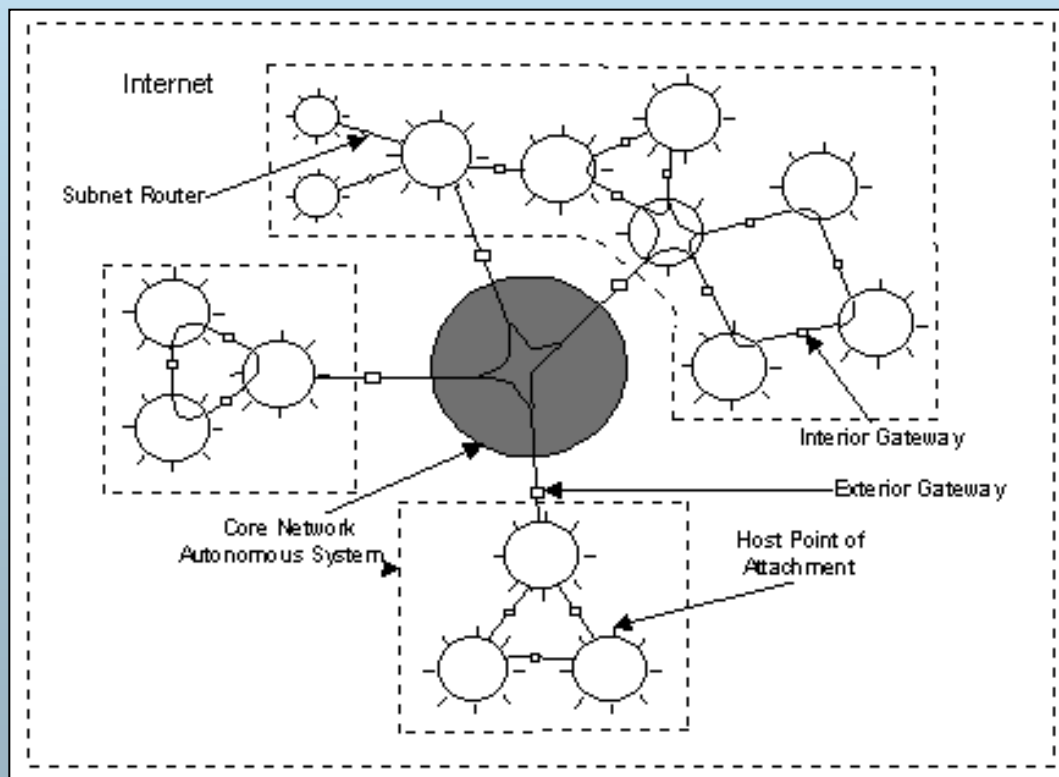 Internet
Subnet Router
Interior Gateway
Exterior Gateway
Core Network
Autonomous System
Host Point of
Attachment